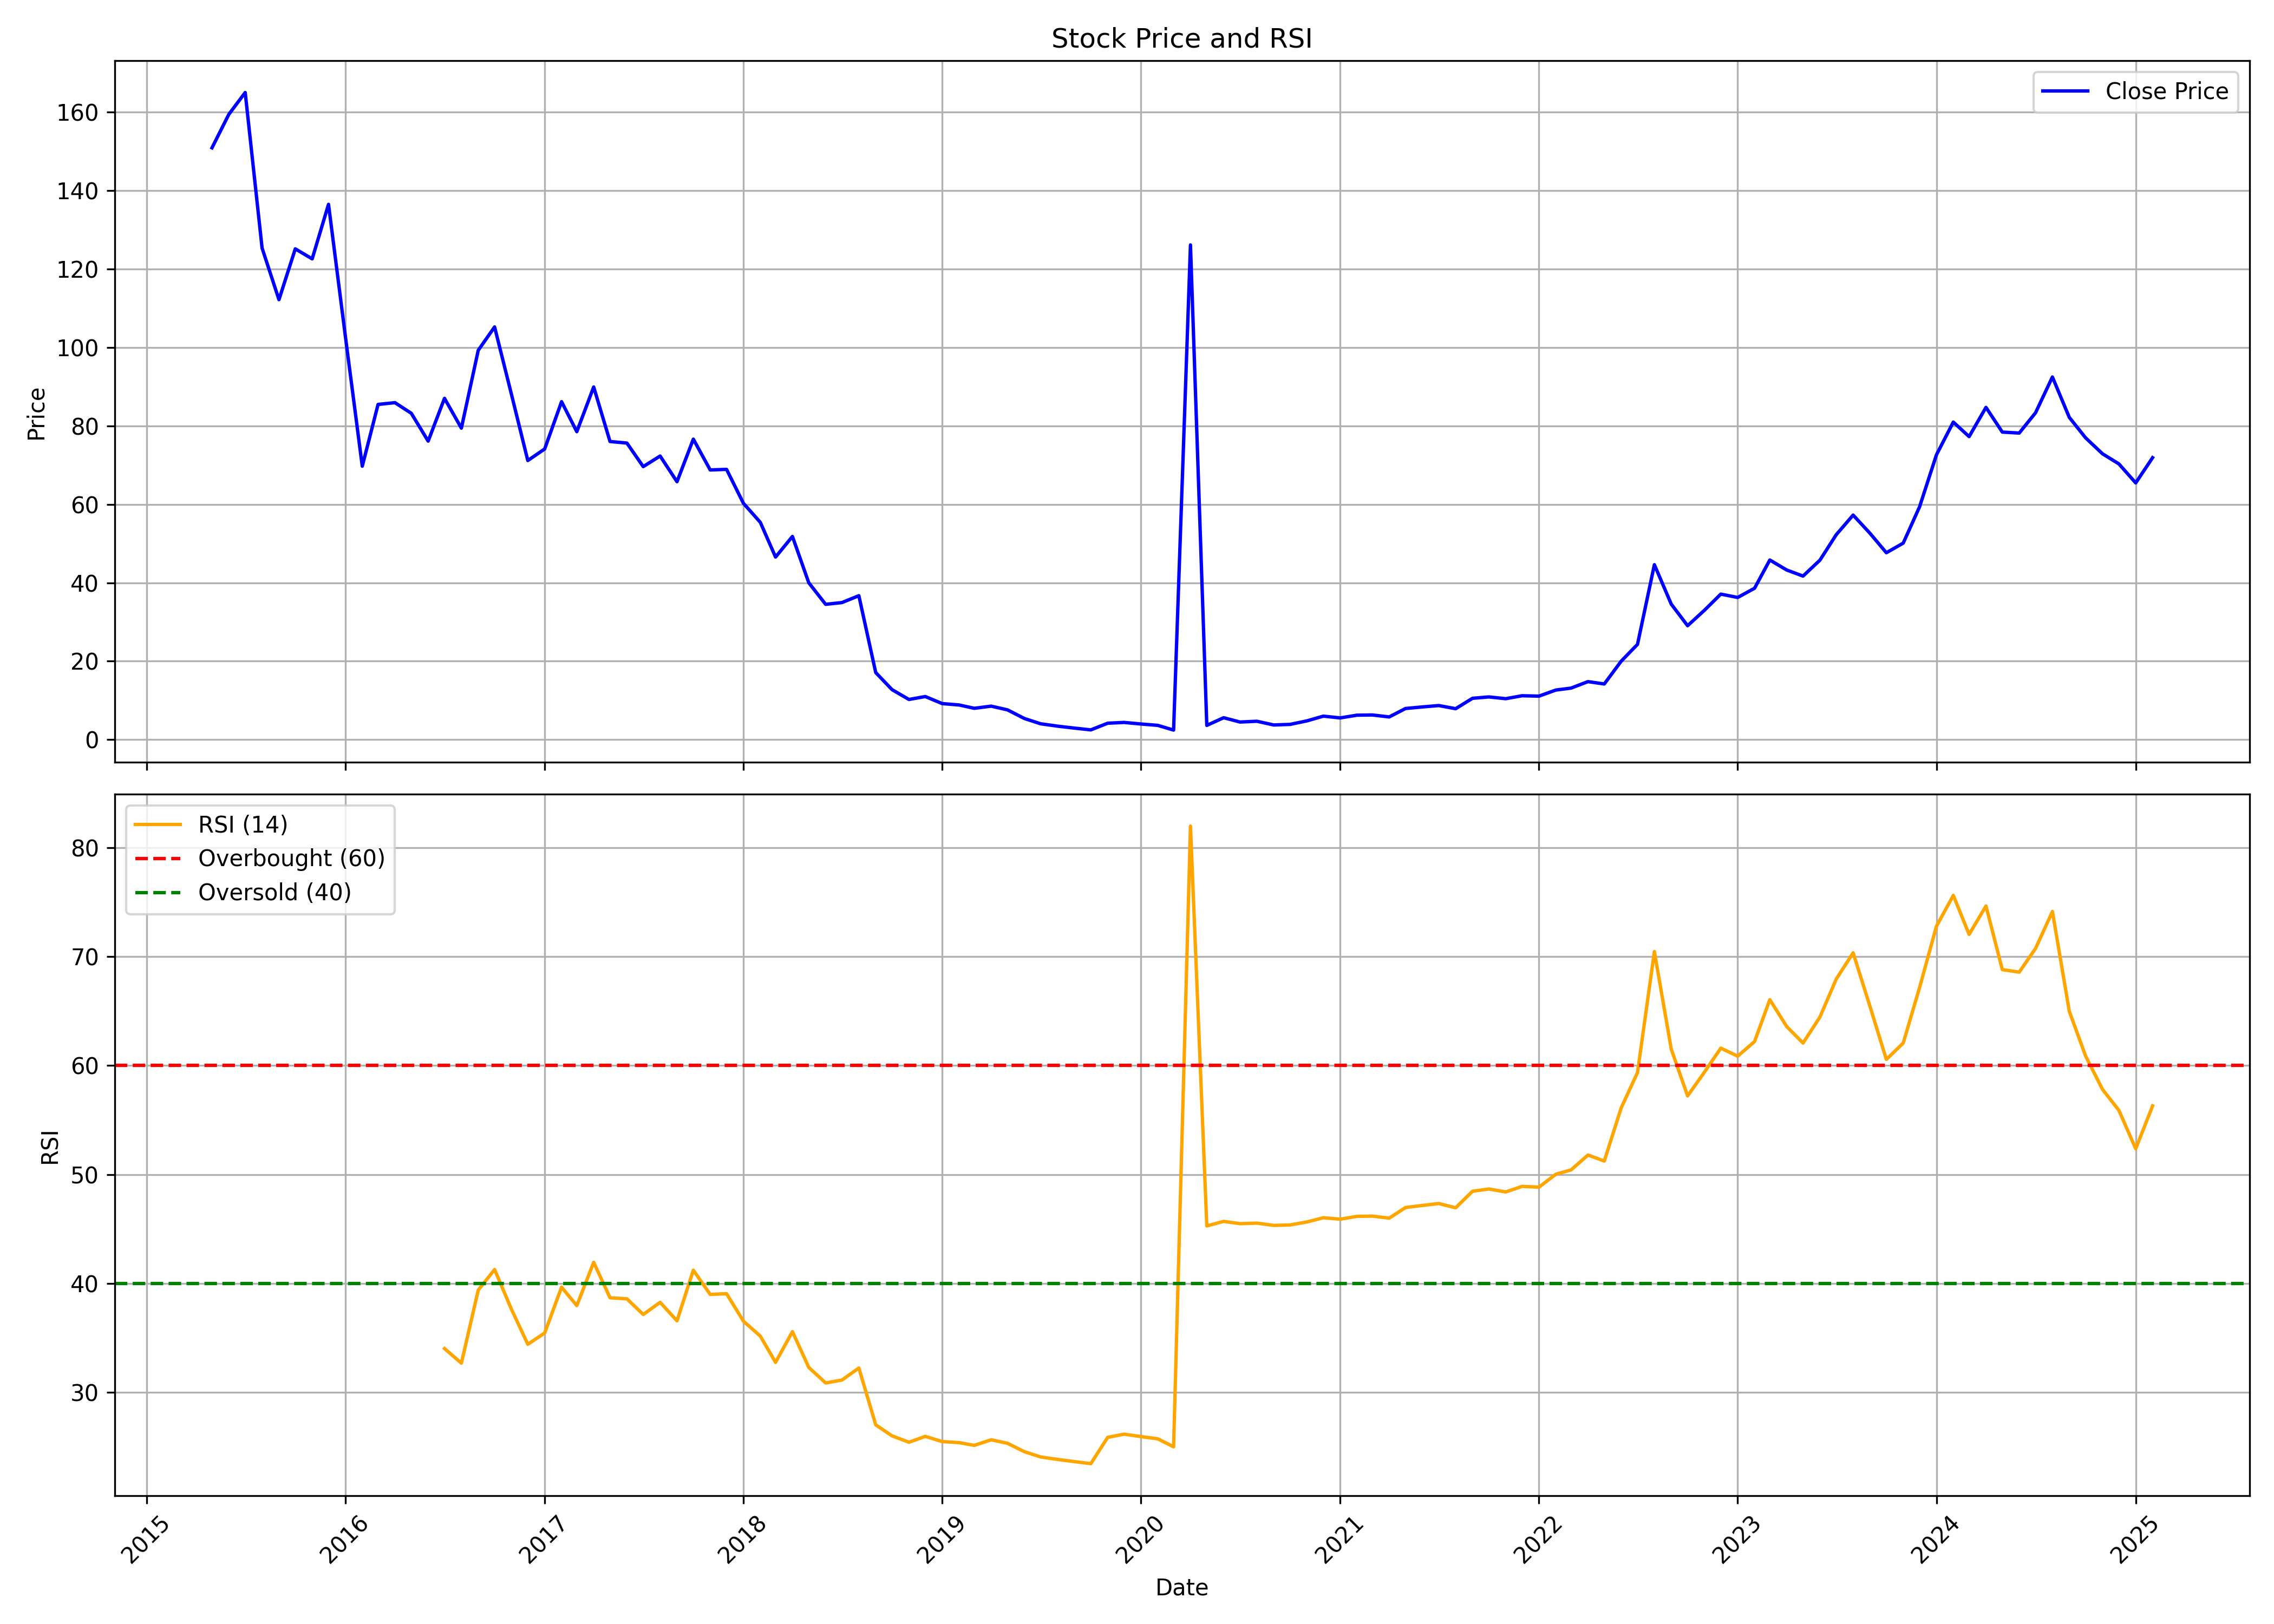 Stock Price and RSI
Close Price
Price
160
140
120
100
80
60
40
20
0
RSI (14)
Overbought (60)
Oversold (40)
RSI
80
70
60
50
40
30
2015 2016 2017 2018 2019 2020 2021 2022 2023 2024 2025
Date